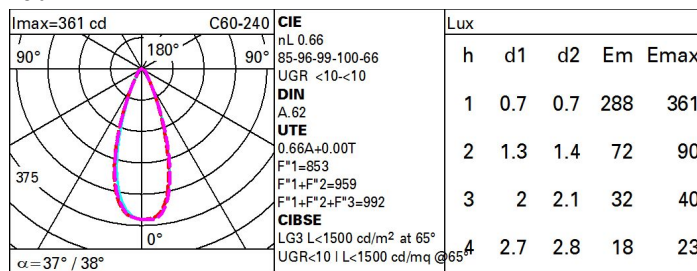 Imax=361 cd C60-240
90° 180° 90°
375
0°
α=37° / 38°
CIE
nL 0.66
85-96-99-100-66
UGR <10-<10
DIN
A.62
UTE
0.66A+0.00T
F"1=853
F"1+F"2=959
F"1+F"2+F"3=992
CIBSE
LG3 L<1500 cd/m² at 65°
UGR<10 | L<1500 cd/mq @65°
Lux
h d1 d2 Em Emax
1 0.7 0.7 288 361
2 1.3 1.4 72 90
3 2 2.1 32 40
4 2.7 2.8 18 23